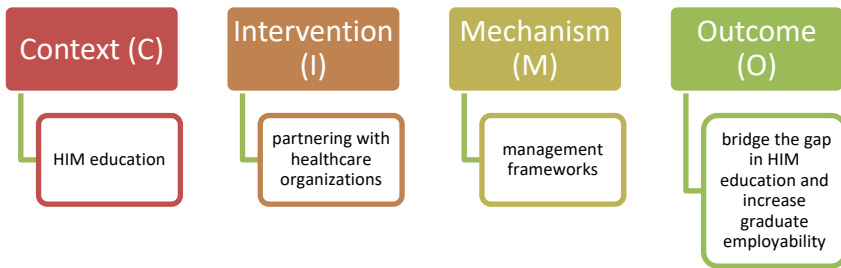 Context (C)
HIM education
Intervention
(I)
partnering with
healthcare
organizations
Mechanism
(M)
management
frameworks
Outcome
(O)
bridge the gap
in HIM
education and
increase
graduate
employability